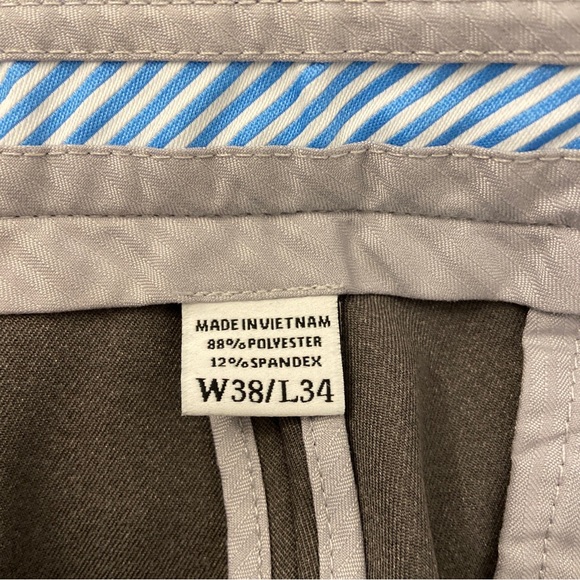 MADE IN VIETNAM
88% POLYESTER
12% SPANDEX
W38/L34